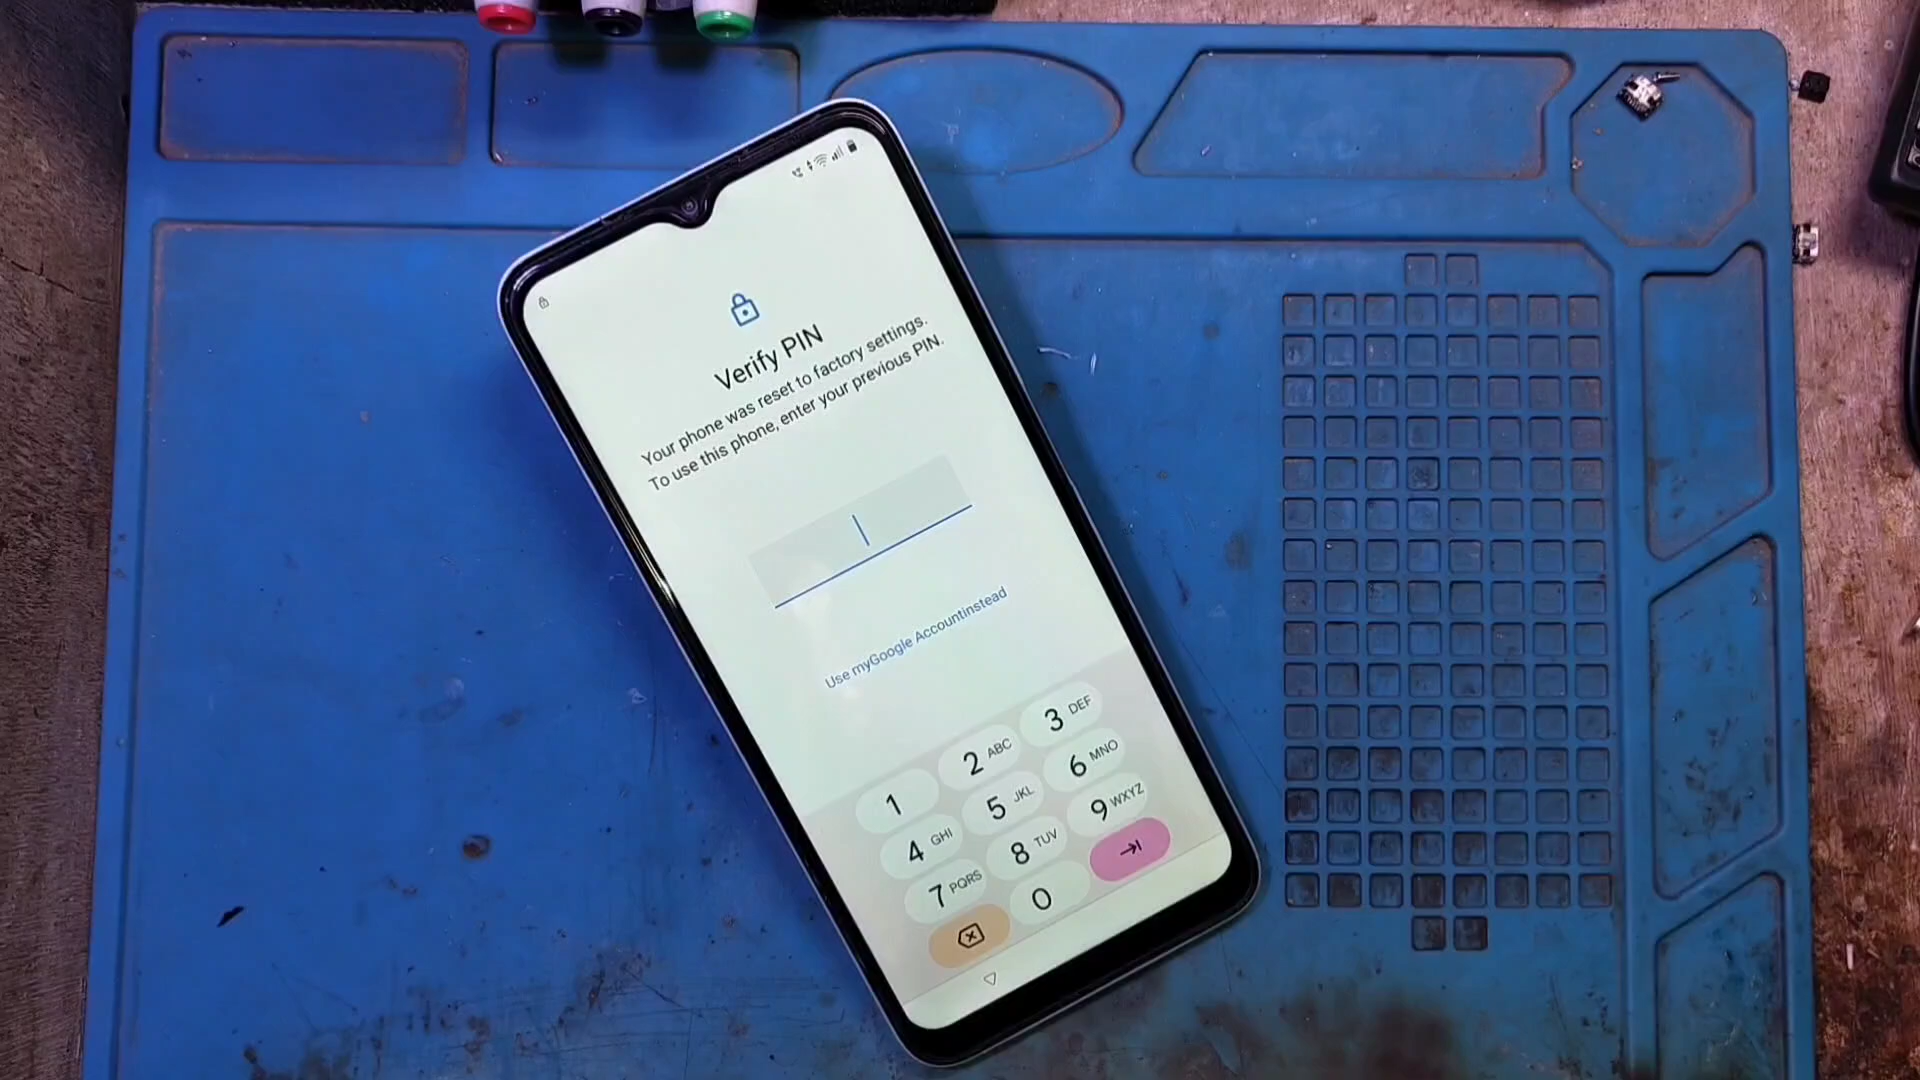 Verify PIN
Your phone was reset to factory settings.
To use this phone, enter your previous PIN.
Use myGoogle Accountinstead
1
2 ABC
3 DEF
4 GHI
5 JKL
6 MNO
7 PQRS
8 TUV
9 WXYZ
0